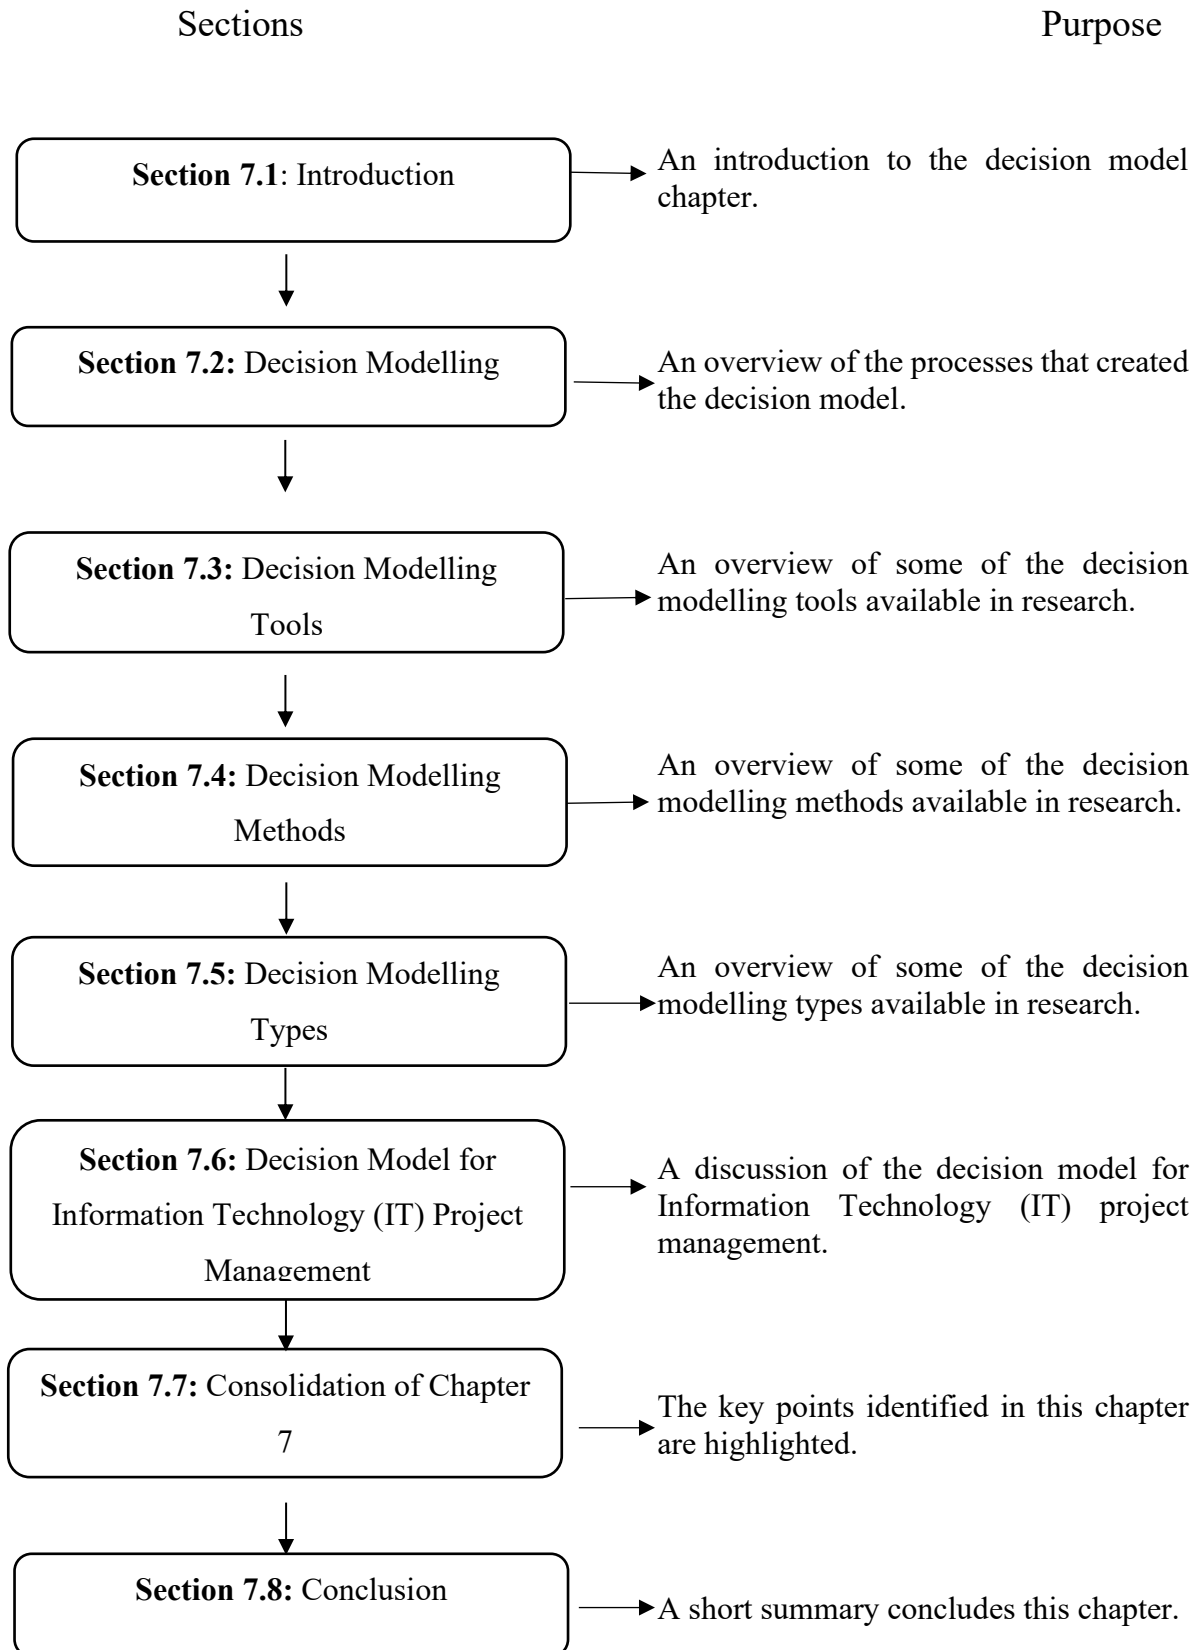 Sections
Purpose
Section 7.1: Introduction
An introduction to the decision model
chapter.
Section 7.2: Decision Modelling
An overview of the processes that created
the decision model.
Section 7.3: Decision Modelling
Tools
An overview of some of the decision
modelling tools available in research.
Section 7.4: Decision Modelling
Methods
An overview of some of the decision
modelling methods available in research.
Section 7.5: Decision Modelling
Types
An overview of some of the decision
modelling types available in research.
Section 7.6: Decision Model for
Information Technology (IT) Project
Management
A discussion of the decision model for
Information Technology (IT) project
management.
Section 7.7: Consolidation of Chapter
7
The key points identified in this chapter
are highlighted.
Section 7.8: Conclusion
A short summary concludes this chapter.